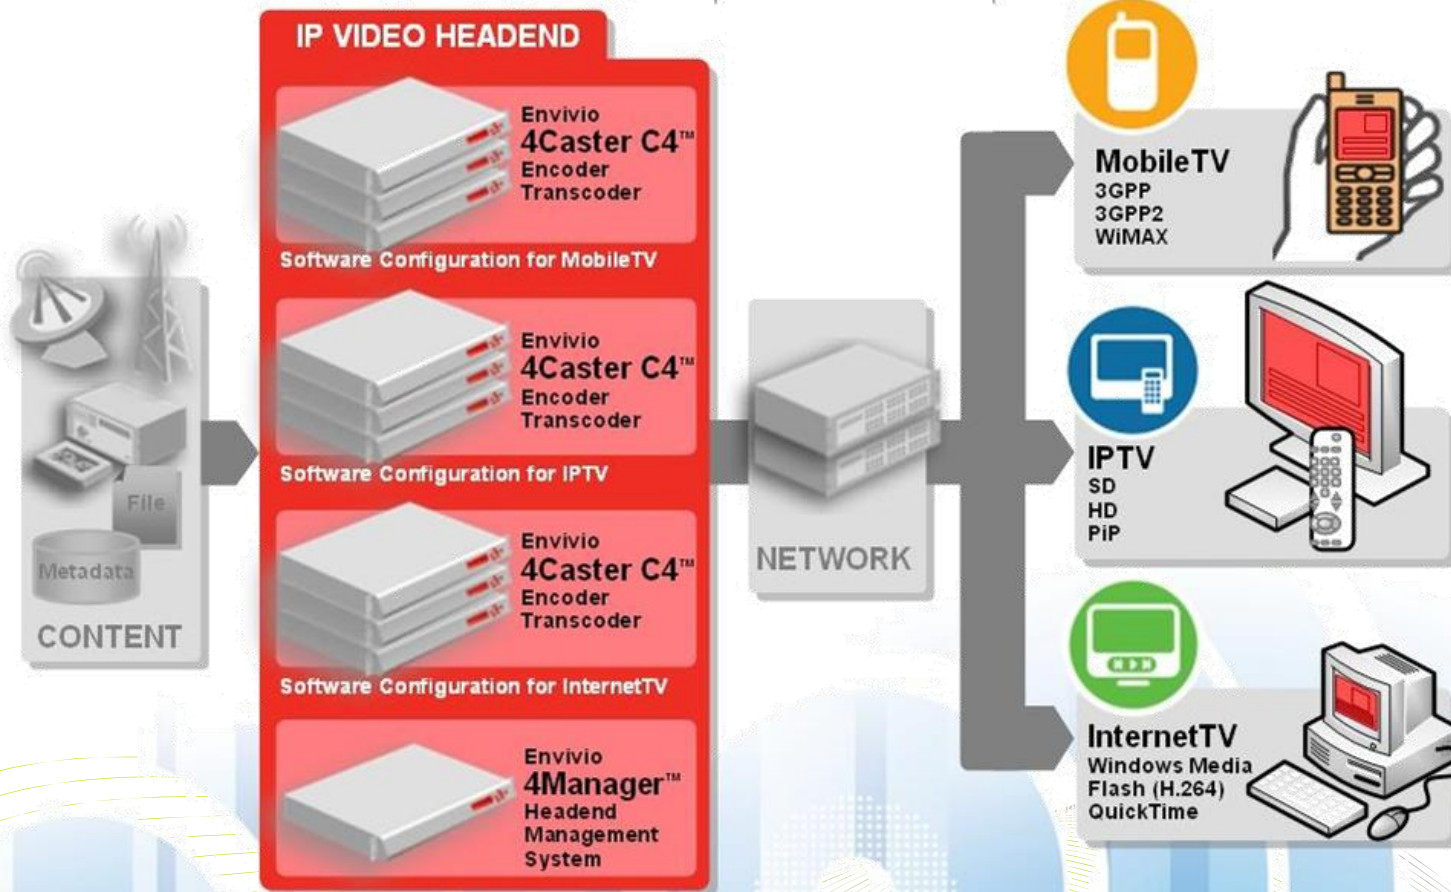 IP VIDEO HEADEND
Envivio
4Caster C4™
Encoder
Transcoder
Software Configuration for MobileTV
Envivio
4Caster C4™
Encoder
Transcoder
Software Configuration for IPTV
Envivio
4Caster C4™
Encoder
Transcoder
Software Configuration for InternetTV
Envivio
4Manager™
Headend
Management
System
File
Metadata
CONTENT
NETWORK
MobileTV
3GPP
3GPP2
WiMAX
IPTV
SD
HD
PiP
InternetTV
Windows Media
Flash (H.264)
QuickTime